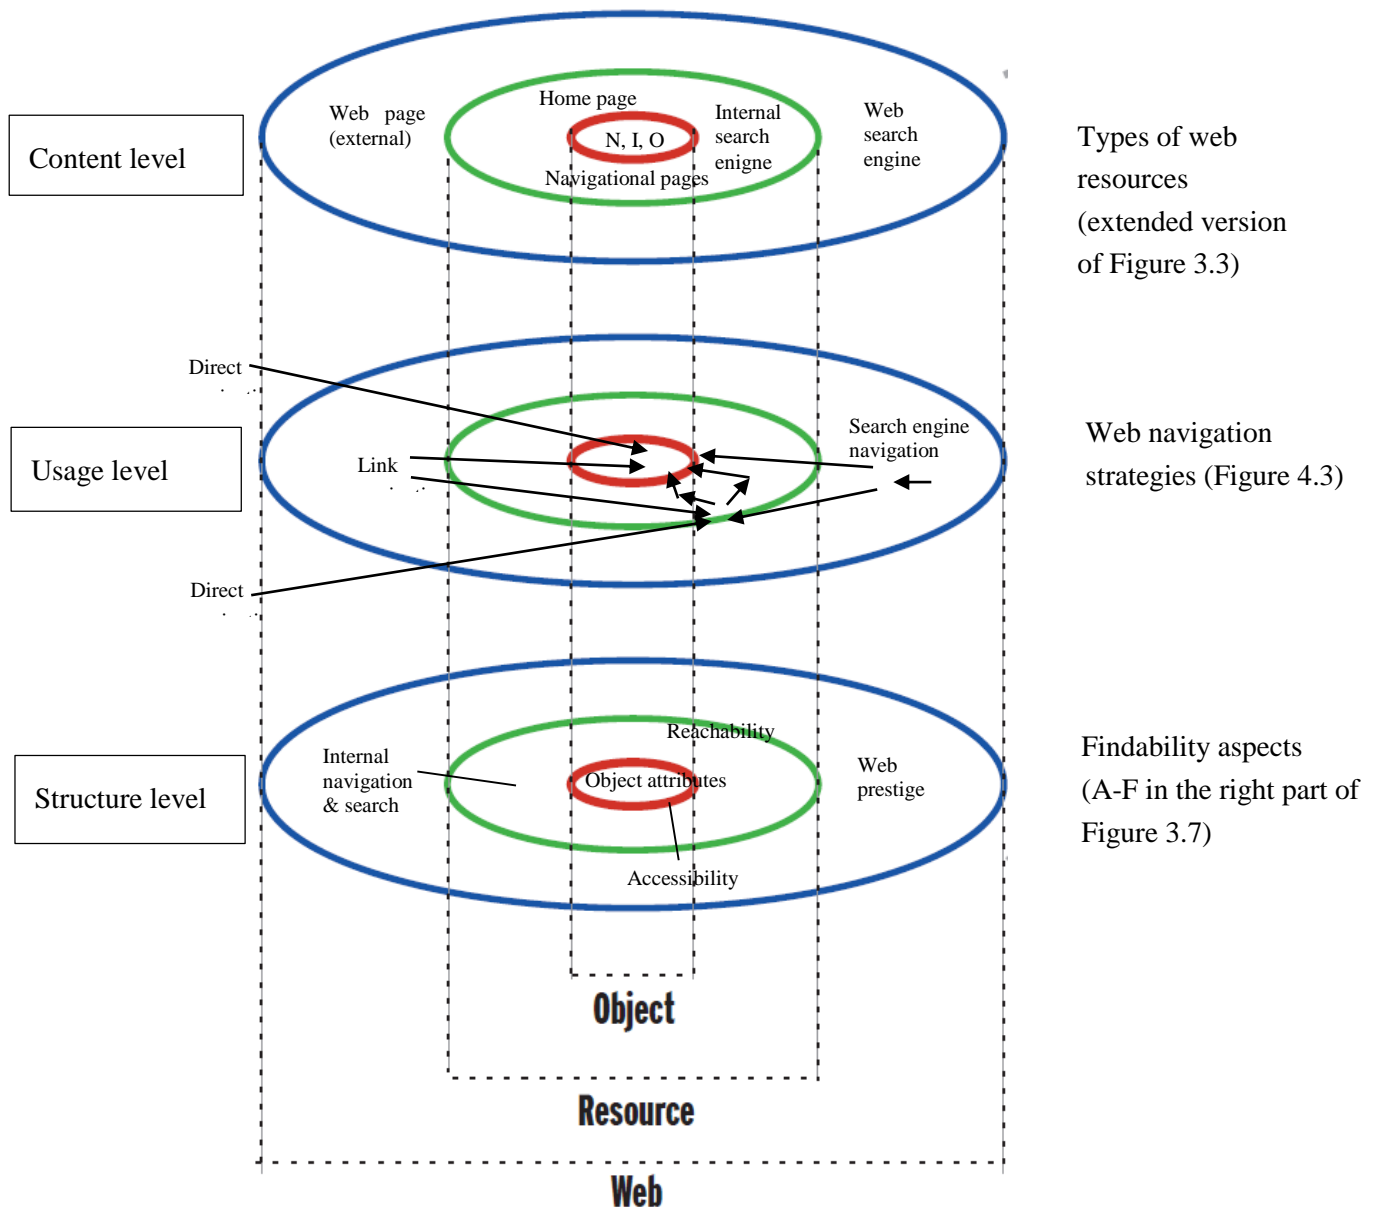 Content level
Web page
(external)
Home page
N, I, O
Navigational pages
Internal
search
enigne
Web
search
engine
Types of web
resources
(extended version
of Figure 3.3)
Usage level
Direct
Link
Direct
Search engine
navigation
Web navigation
strategies (Figure 4.3)
Structure level
Internal
navigation
& search
Reachability
Object attributes
Accessibility
Web
prestige
Findability aspects
(A-F in the right part of
Figure 3.7)
Object
Resource
Web